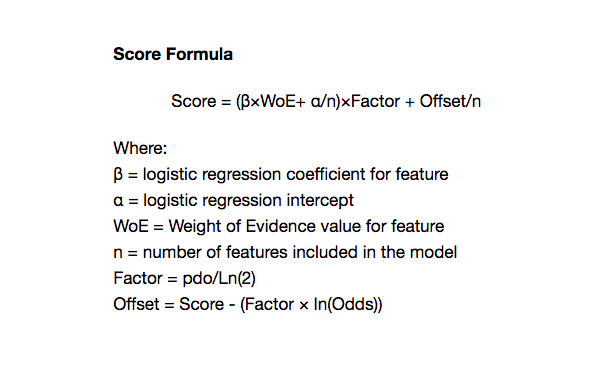 Score Formula
Score = (β×WoE+ α/n)×Factor + Offset/n
Where:
β = logistic regression coefficient for feature
α = logistic regression intercept
WoE = Weight of Evidence value for feature
n = number of features included in the model
Factor = pdo/Ln(2)
Offset = Score - (Factor × ln(Odds))